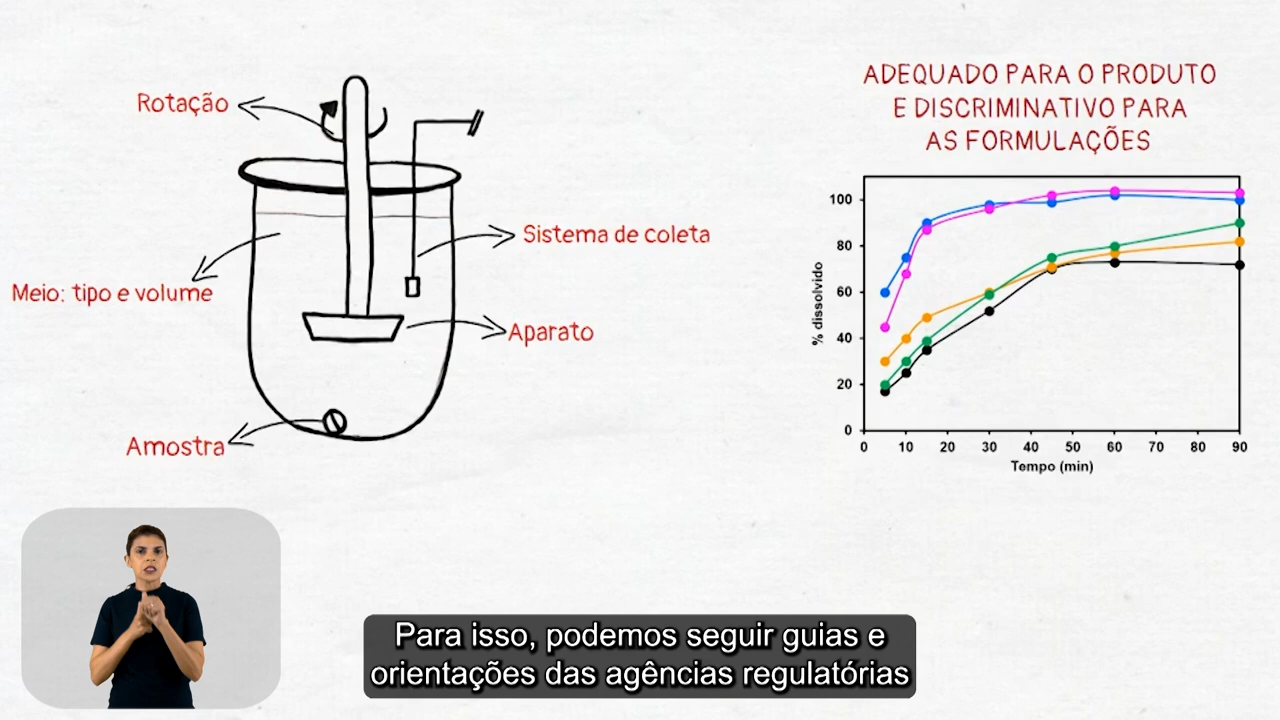 Rotação
Sistema de coleta
Meio: tipo e volume
Aparato
Amostra
ADEQUADO PARA O PRODUTO
E DISCRIMINATIVO PARA
AS FORMULAÇÕES
% dissolvido
100
80
60
40
20
0
0 10 20 30 40 50 60 70 80 90
Tempo (min)
Para isso, podemos seguir guias e
orientações das agências regulatórias